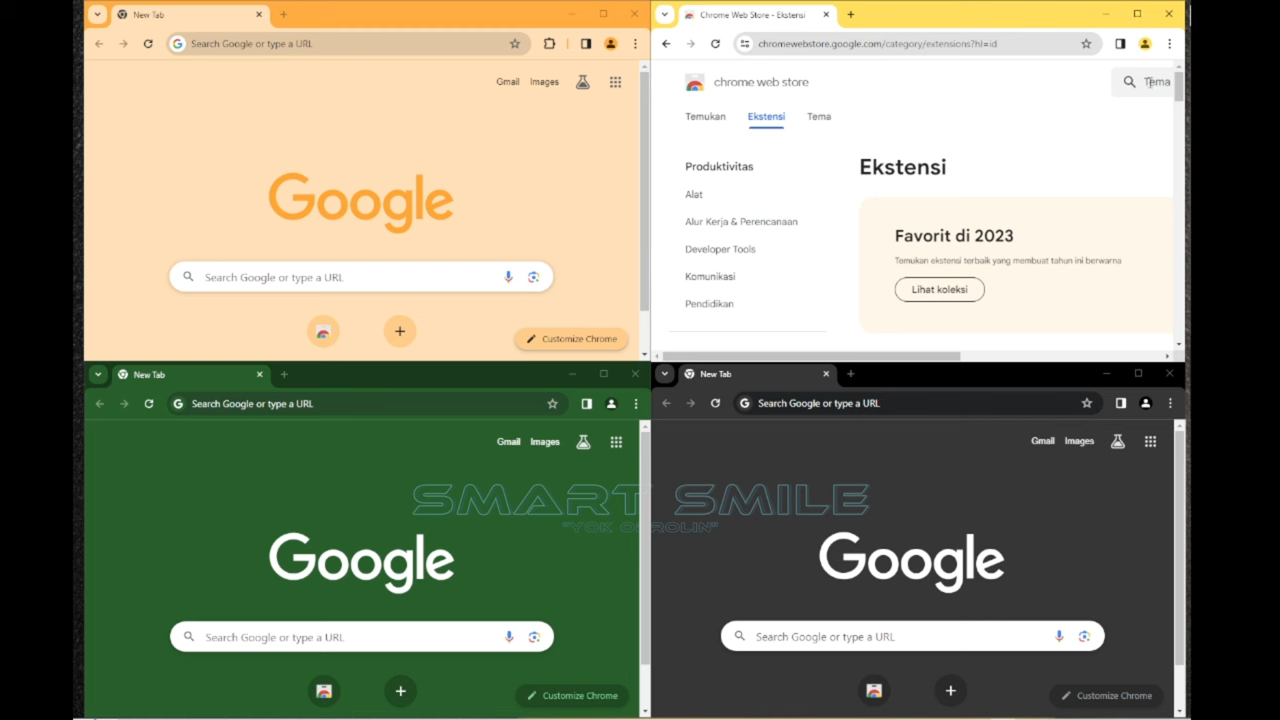 New Tab
Search Google or type a URL
Gmail Images
Google
Search Google or type a URL
Customize Chrome
Chrome Web Store - Ekstensi
chromewebstore.google.com/category/extensions?hl=id
chrome web store
Tema
Temukan Ekstensi Tema
Produktivitas
Alat
Alur Kerja & Perencanaan
Developer Tools
Komunikasi
Pendidikan
Ekstensi
Favorit di 2023
Temukan ekstensi terbaik yang membuat tahun ini berwarna
Lihat koleksi
New Tab
Search Google or type a URL
Gmail Images
Google
Search Google or type a URL
Customize Chrome
New Tab
Search Google or type a URL
Gmail Images
Google
Search Google or type a URL
Customize Chrome
SMART SMILE